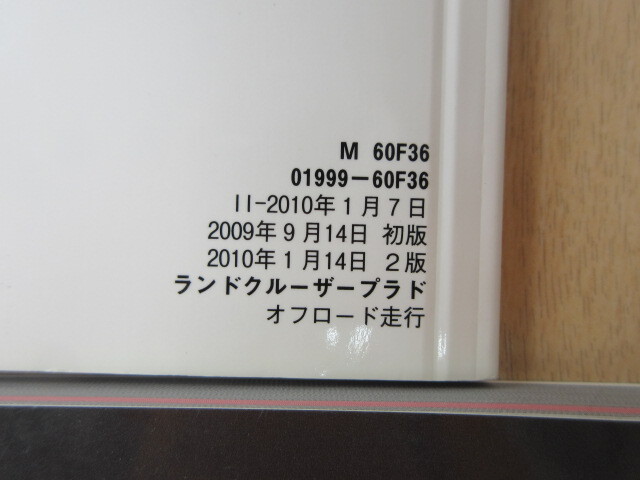 M 60F36
01999-60F36
II-2010年1月7日
2009年9月14日 初版
2010年1月14日 2版
ランドクルーザープラド
オフロード走行